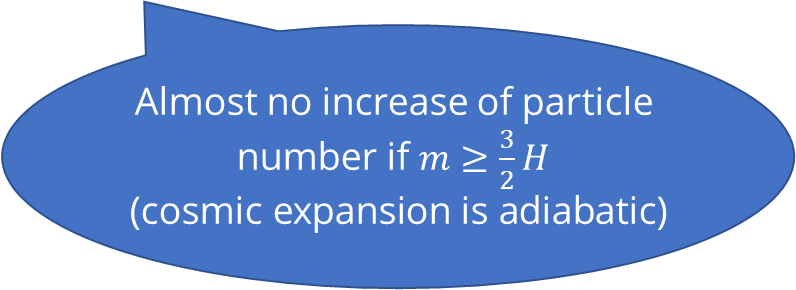 Almost no increase of particle
number if 𝑚 ≥ 3/2 𝐻
(cosmic expansion is adiabatic)